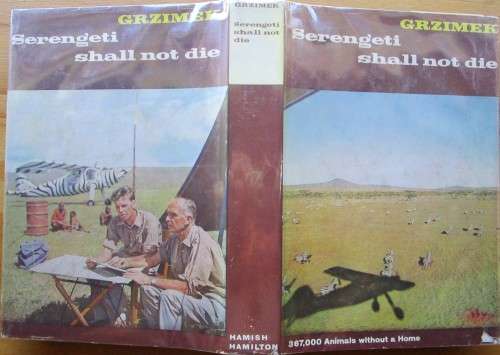 GRZIMEK
Serengeti
shall not die
GRZIMEK
Serengeti
shall not
die
HAMISH
HAMILTON
GRZIMEK
Serengeti
shall not die
367,000 Animals without a Home